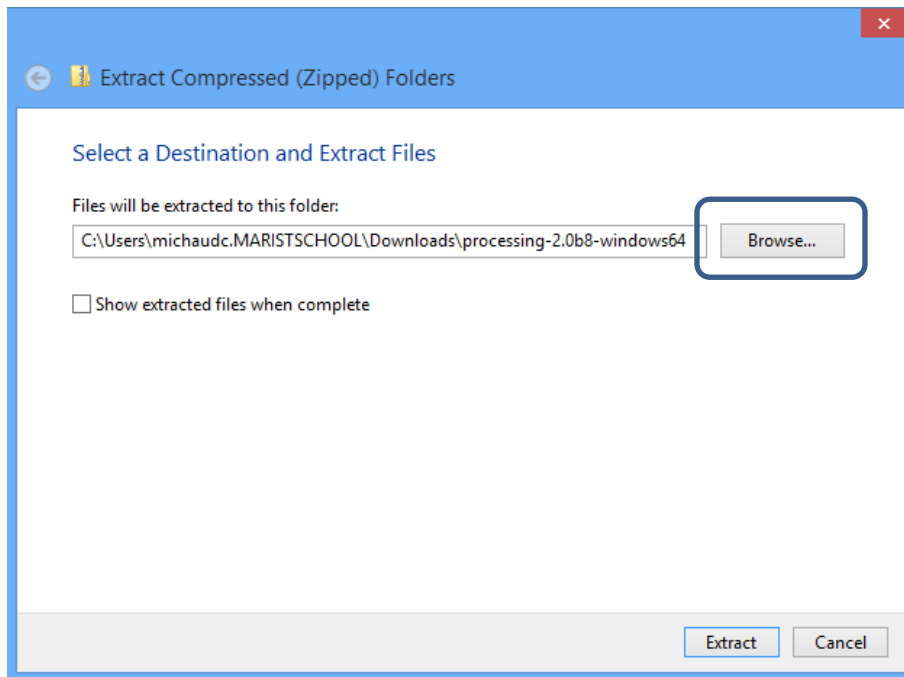 Extract Compressed (Zipped) Folders
Select a Destination and Extract Files
Files will be extracted to this folder:
C:\Users\michaudc.MARISTSCHOOL\Downloads\processing-2.0b8-windows64 Browse...
Show extracted files when complete
Extract Cancel